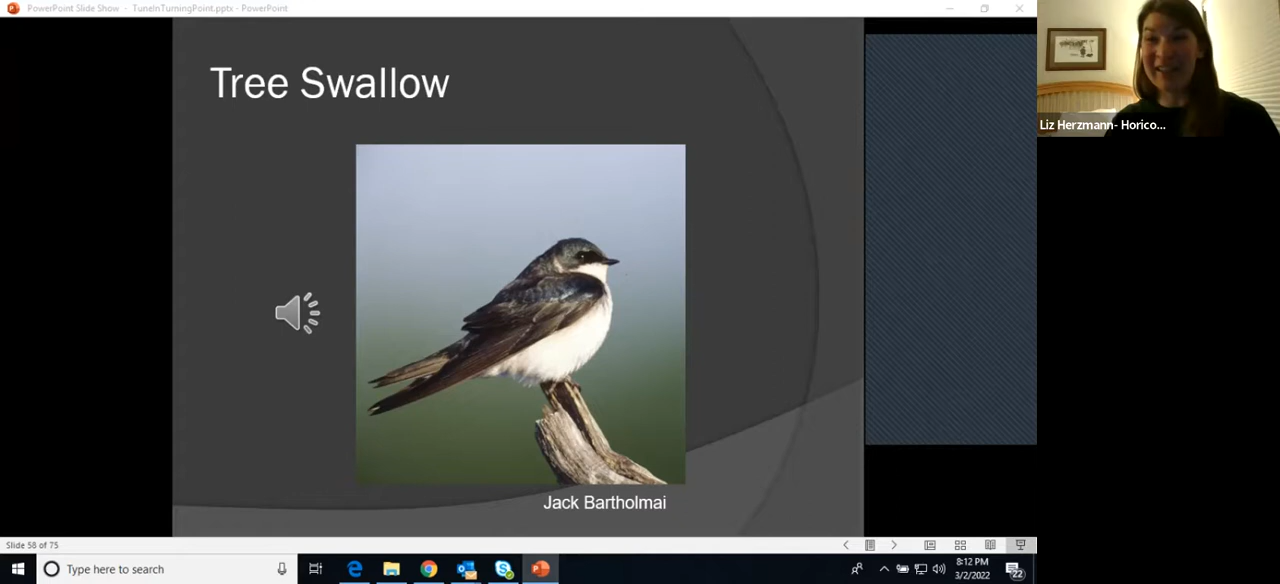 PowerPoint Slide Show - TuneInTurningPoint.pptx - PowerPoint
Tree Swallow
Liz Herzmann- Horico...
Jack Bartholmai
Slide 58 of 75
Type here to search
8:12 PM
3/2/2022
22